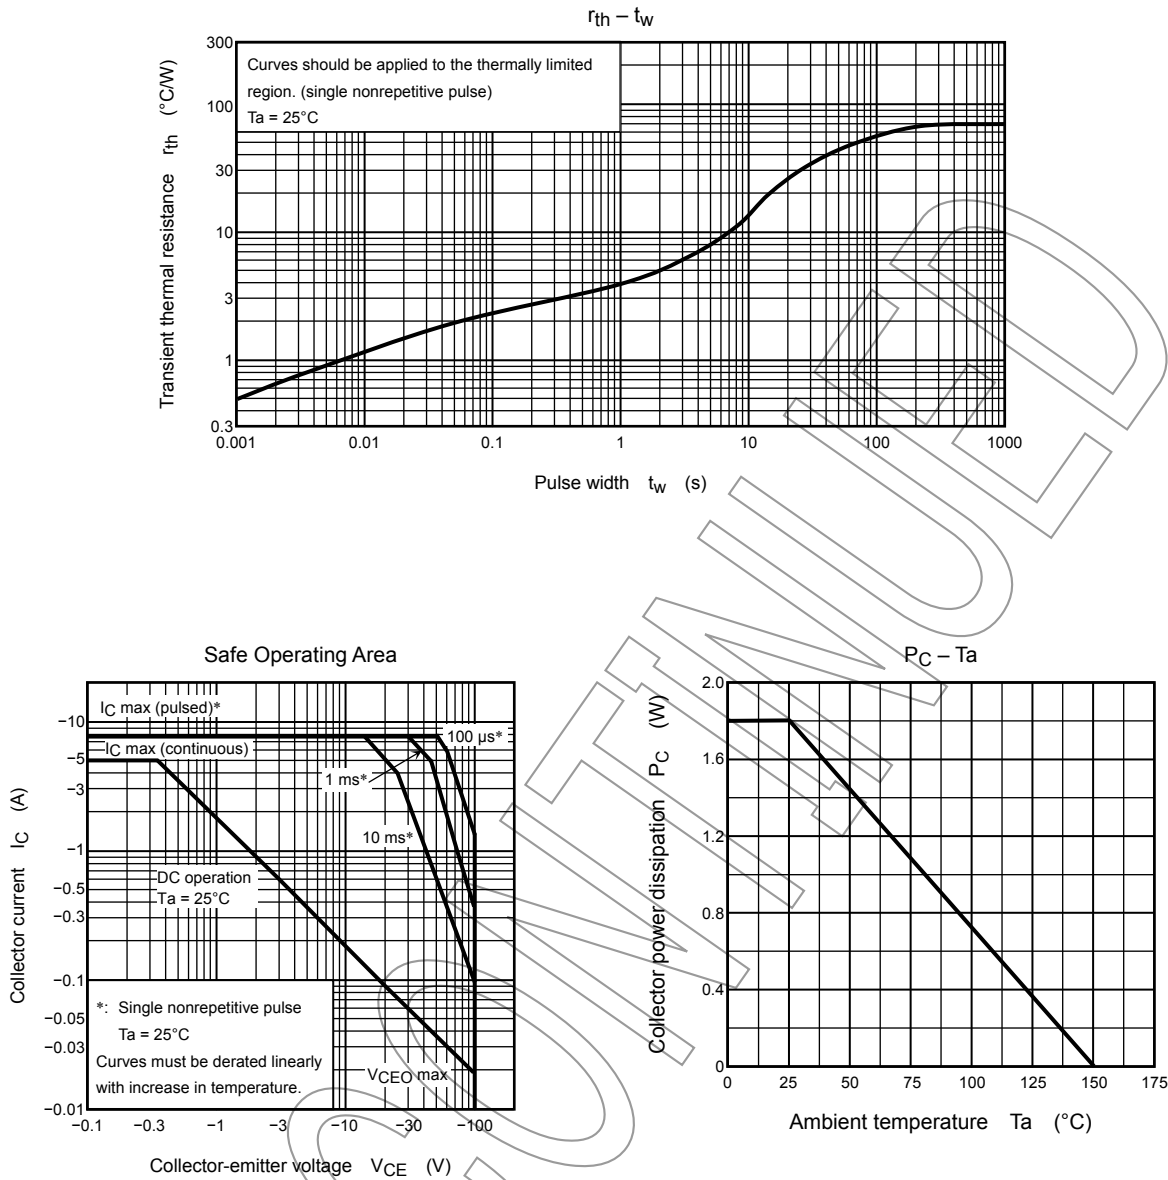 rth – tw
Curves should be applied to the thermally limited
region. (single nonrepetitive pulse)
Ta = 25°C
Transient thermal resistance rth (°C/W)
300
100
30
10
3
1
0.3
0.001 0.01 0.1 1 10 100 1000
Pulse width tw (s)
Safe Operating Area
IC max (pulsed)*
IC max (continuous)
100 µs*
1 ms*
10 ms*
DC operation
Ta = 25°C
*: Single nonrepetitive pulse
Ta = 25°C
Curves must be derated linearly
with increase in temperature.
VCEO max
Collector current IC (A)
−10
−5
−3
−1
−0.5
−0.3
−0.1
−0.05
−0.03
−0.01
−0.1 −0.3 −1 −3 −10 −30 −100
Collector-emitter voltage VCE (V)
PC – Ta
Collector power dissipation PC (W)
2.0
1.6
1.2
0.8
0.4
0
0 25 50 75 100 125 150 175
Ambient temperature Ta (°C)